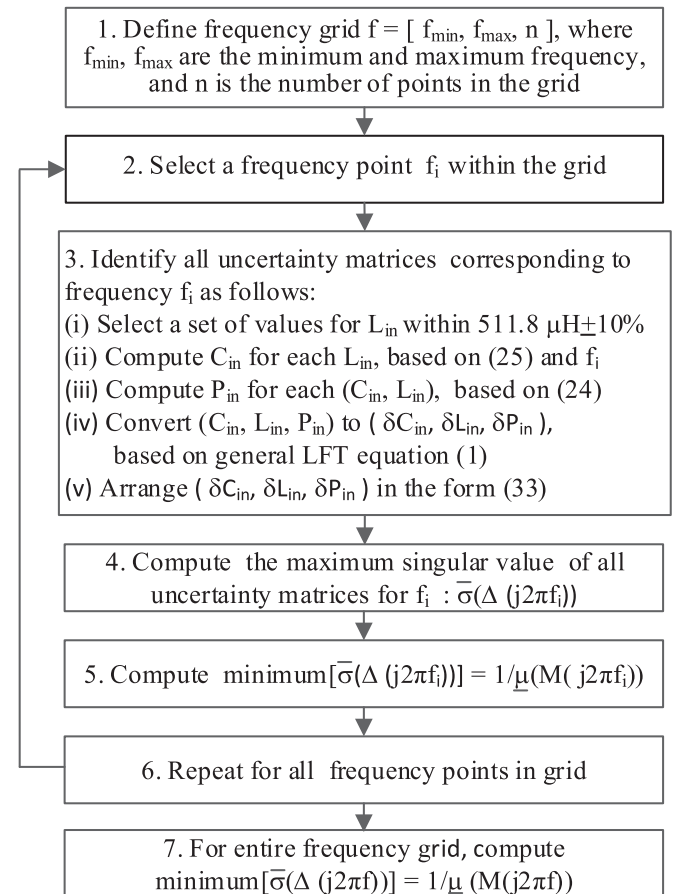 1. Define frequency grid f = [ fmin, fmax, n ], where
fmin, fmax are the minimum and maximum frequency,
and n is the number of points in the grid
2. Select a frequency point fi within the grid
3. Identify all uncertainty matrices corresponding to
frequency fi as follows:
(i) Select a set of values for Lin within 511.8 μH±10%
(ii) Compute Cin for each Lin, based on (25) and fi
(iii) Compute Pin for each (Cin, Lin), based on (24)
(iv) Convert (Cin, Lin, Pin) to ( δCin, δLin, δPin ),
based on general LFT equation (1)
(v) Arrange ( δCin, δLin, δPin ) in the form (33)
4. Compute the maximum singular value of all
uncertainty matrices for fi : σ̅(Δ (j2πfi))
5. Compute minimum[σ̅(Δ (j2πfi))] = 1/μ̲(M( j2πfi))
6. Repeat for all frequency points in grid
7. For entire frequency grid, compute
minimum[σ̅(Δ (j2πf))] = 1/μ̲ (M(j2πf))